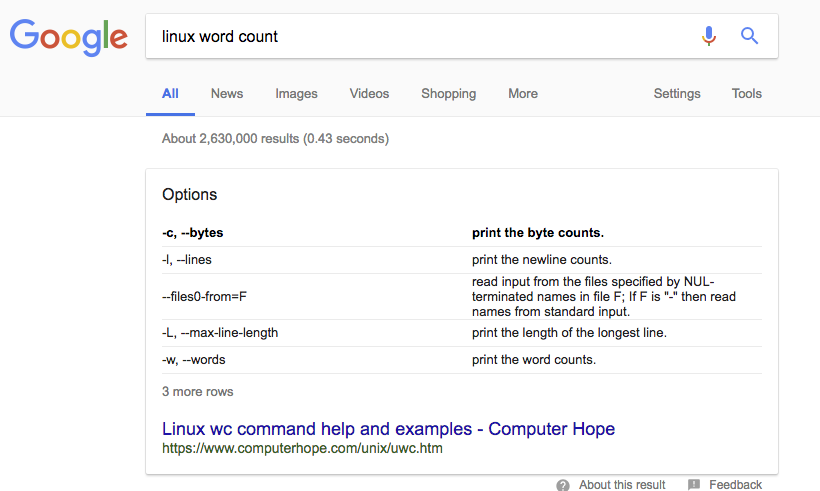 Google
linux word count
All News Images Videos Shopping More Settings Tools
About 2,630,000 results (0.43 seconds)
Options
-c, --bytes print the byte counts.
-l, --lines print the newline counts.
--files0-from=F read input from the files specified by NUL-
terminated names in file F; If F is "-" then read
names from standard input.
-L, --max-line-length print the length of the longest line.
-w, --words print the word counts.
3 more rows
Linux wc command help and examples - Computer Hope
https://www.computerhope.com/unix/uwc.htm
About this result Feedback